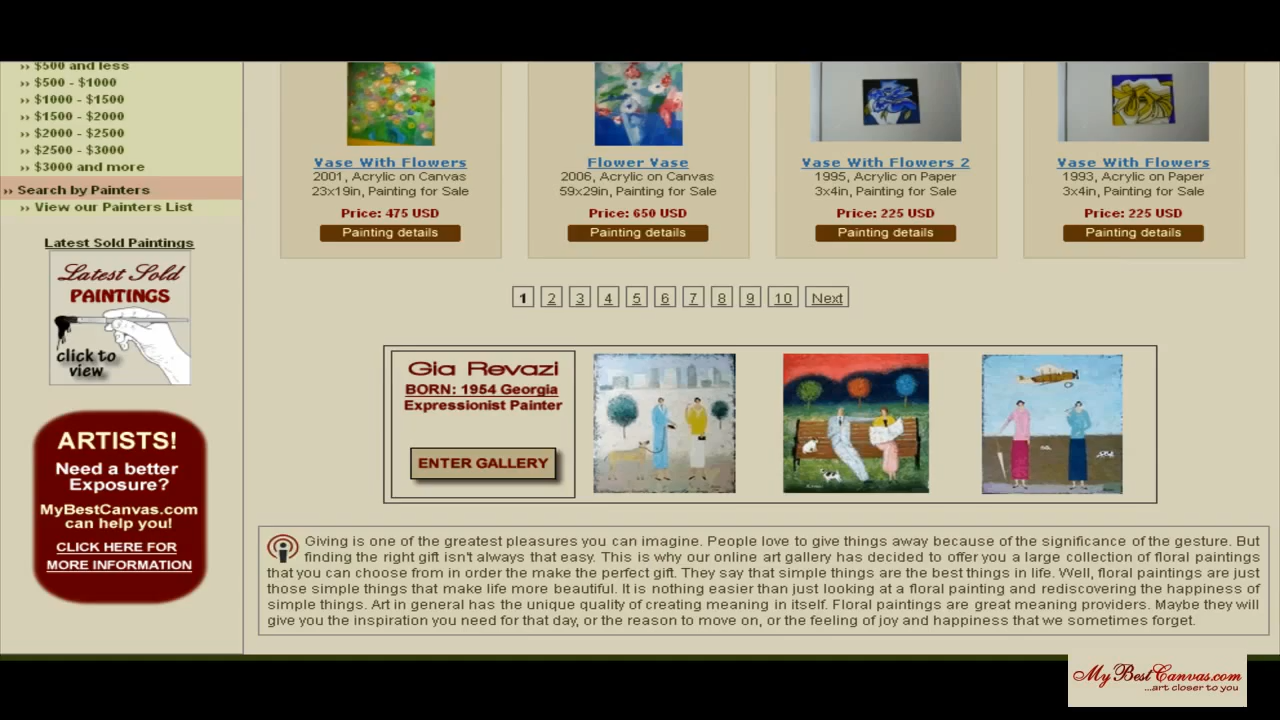 ›› $500 and less
›› $500 - $1000
›› $1000 - $1500
›› $1500 - $2000
›› $2000 - $2500
›› $2500 - $3000
›› $3000 and more
›› Search by Painters
›› View our Painters List
Latest Sold Paintings
Latest Sold
PAINTINGS
click to
view
ARTISTS!
Need a better
Exposure?
MyBestCanvas.com
can help you!
CLICK HERE FOR
MORE INFORMATION
Vase With Flowers
2001, Acrylic on Canvas
23x19in, Painting for Sale
Price: 475 USD
Painting details
Flower Vase
2006, Acrylic on Canvas
59x29in, Painting for Sale
Price: 650 USD
Painting details
Vase With Flowers 2
1995, Acrylic on Paper
3x4in, Painting for Sale
Price: 225 USD
Painting details
Vase With Flowers
1993, Acrylic on Paper
3x4in, Painting for Sale
Price: 225 USD
Painting details
1 2 3 4 5 6 7 8 9 10 Next
Gia Revazi
BORN: 1954 Georgia
Expressionist Painter
ENTER GALLERY
Giving is one of the greatest pleasures you can imagine. People love to give things away because of the significance of the gesture. But
finding the right gift isn't always that easy. This is why our online art gallery has decided to offer you a large collection of floral paintings
that you can choose from in order the make the perfect gift. They say that simple things are the best things in life. Well, floral paintings are just
those simple things that make life more beautiful. It is nothing easier than just looking at a floral painting and rediscovering the happiness of
simple things. Art in general has the unique quality of creating meaning in itself. Floral paintings are great meaning providers. Maybe they will
give you the inspiration you need for that day, or the reason to move on, or the feeling of joy and happiness that we sometimes forget.
MyBestCanvas.com
...art closer to you